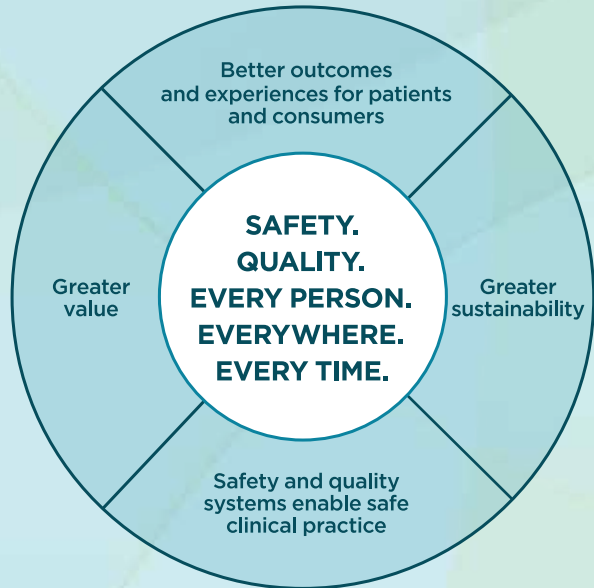 Better outcomes
and experiences for patients
and consumers
Greater
value
SAFETY.
QUALITY.
EVERY PERSON.
EVERYWHERE.
EVERY TIME.
Greater
sustainability
Safety and quality
systems enable safe
clinical practice